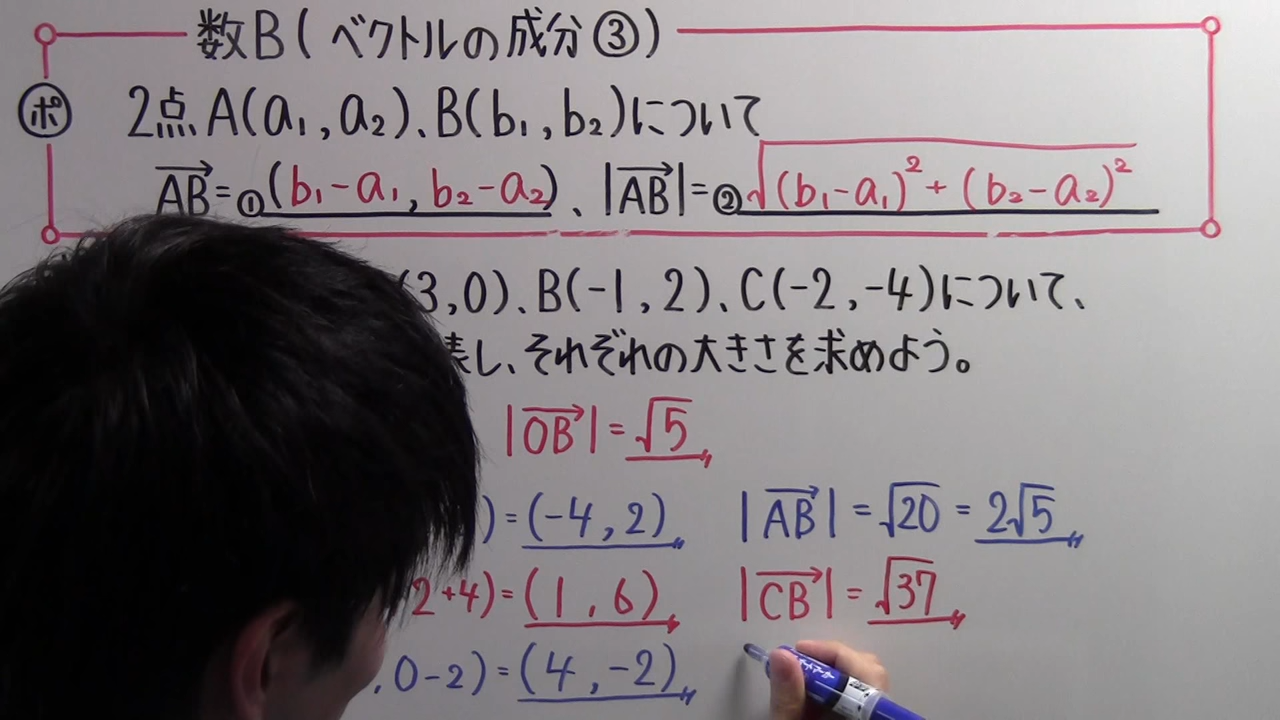 数B(ベクトルの成分③)
ポ 2点A(a₁,a₂)、B(b₁,b₂)について
AB→=①(b₁-a₁,b₂-a₂)、|AB→|=②√(b₁-a₁)²+(b₂-a₂)²
(3,0)、B(-1,2)、C(-2,-4)について、
表し、それぞれの大きさを求めよう。
|OB→|=√5
)=(-4,2) |AB→|=√20=2√5
2+4)=(1,6) |CB→|=√37
,0-2)=(4,-2)